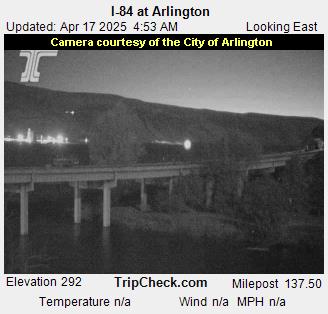 I-84 at Arlington
Updated: Apr 17 2025 4:53 AM Looking East
Camera courtesy of the City of Arlington
Elevation 292 TripCheck.com Milepost 137.50
Temperature n/a Wind n/a MPH n/a